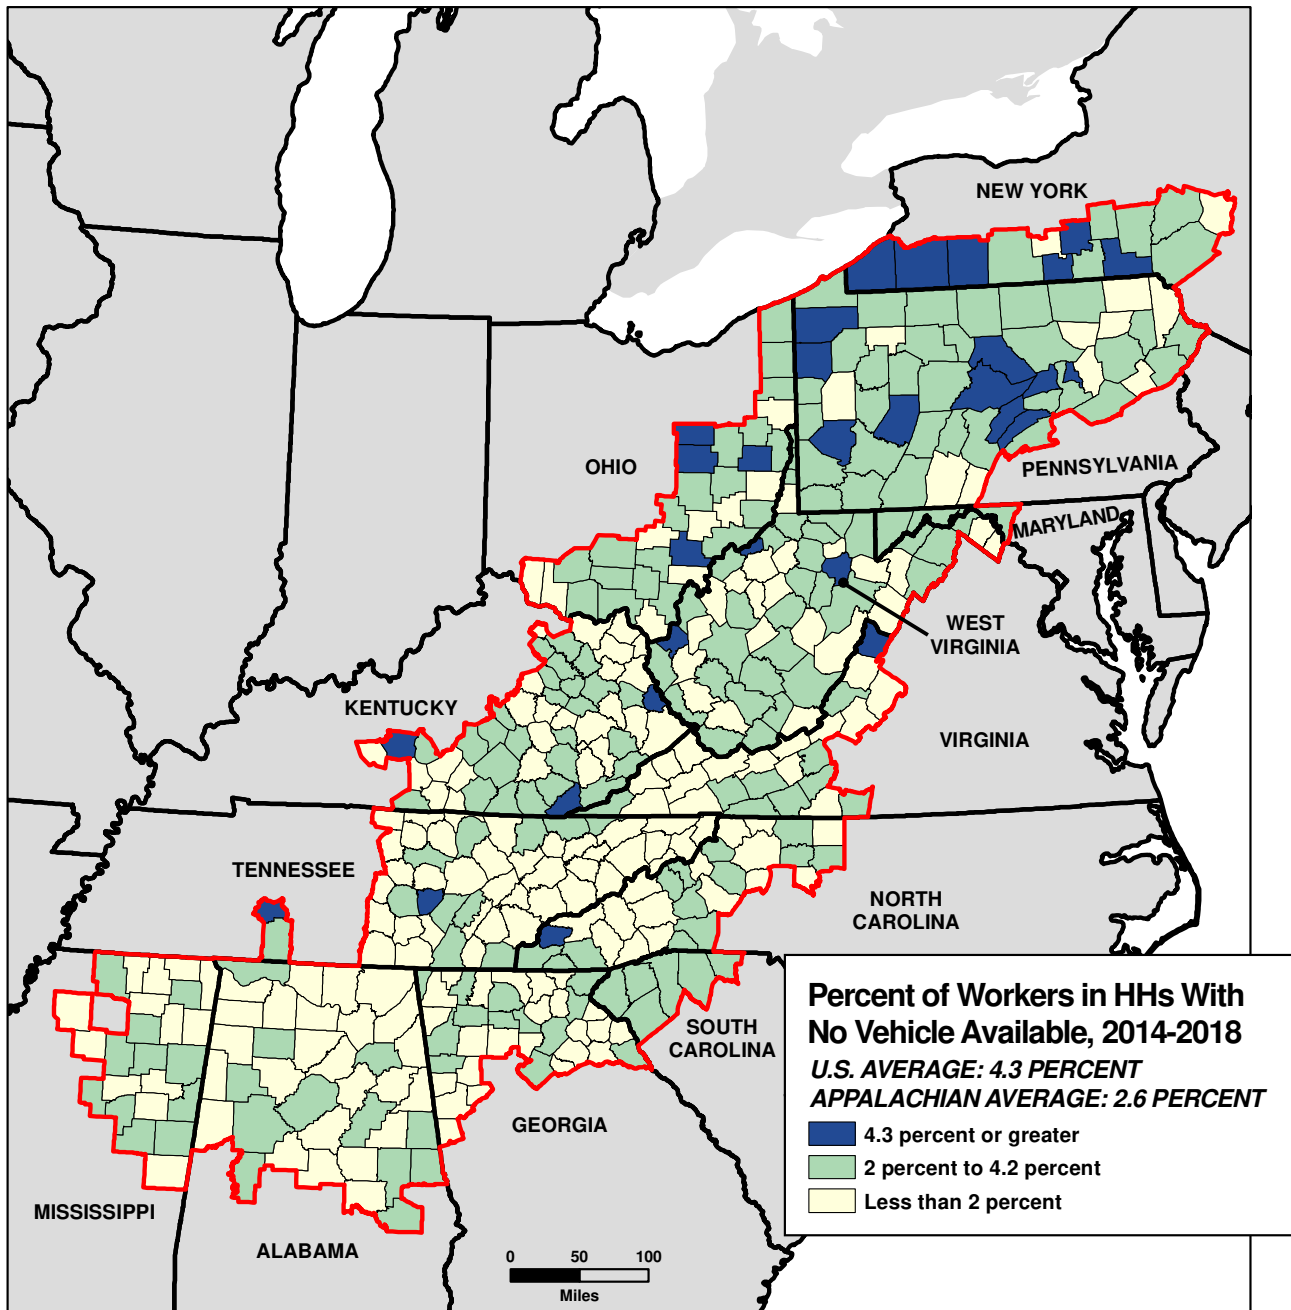 NEW YORK
OHIO
PENNSYLVANIA
MARYLAND
WEST
VIRGINIA
KENTUCKY
VIRGINIA
TENNESSEE
NORTH
CAROLINA
SOUTH
CAROLINA
GEORGIA
MISSISSIPPI
ALABAMA
Percent of Workers in HHs With
No Vehicle Available, 2014-2018
U.S. AVERAGE: 4.3 PERCENT
APPALACHIAN AVERAGE: 2.6 PERCENT
4.3 percent or greater
2 percent to 4.2 percent
Less than 2 percent
0 50 100
Miles